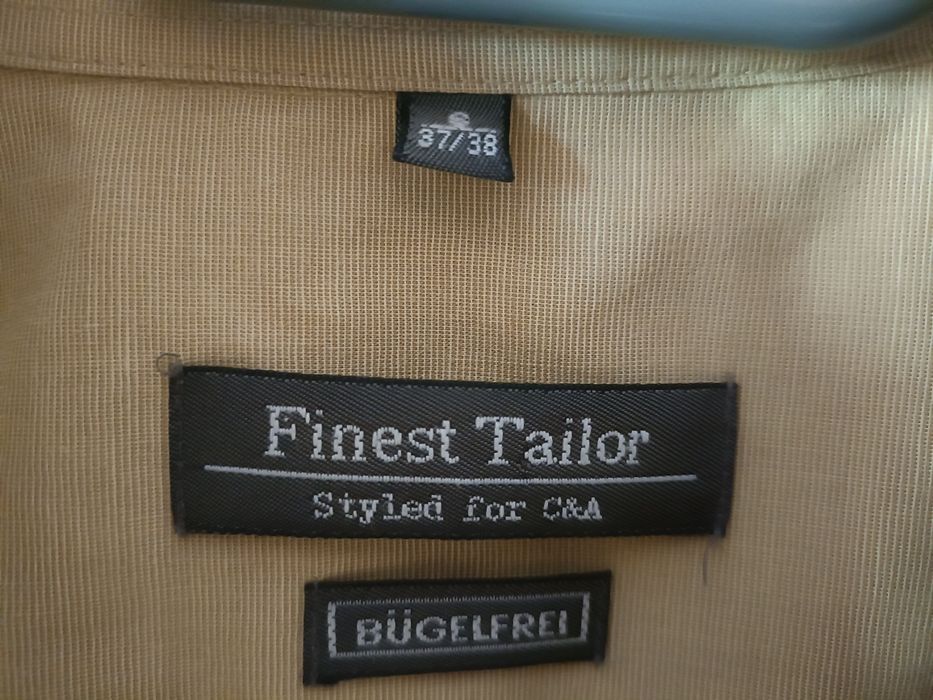 S
37/38
Finest Tailor
Styled for C&A
BÜGELFREI